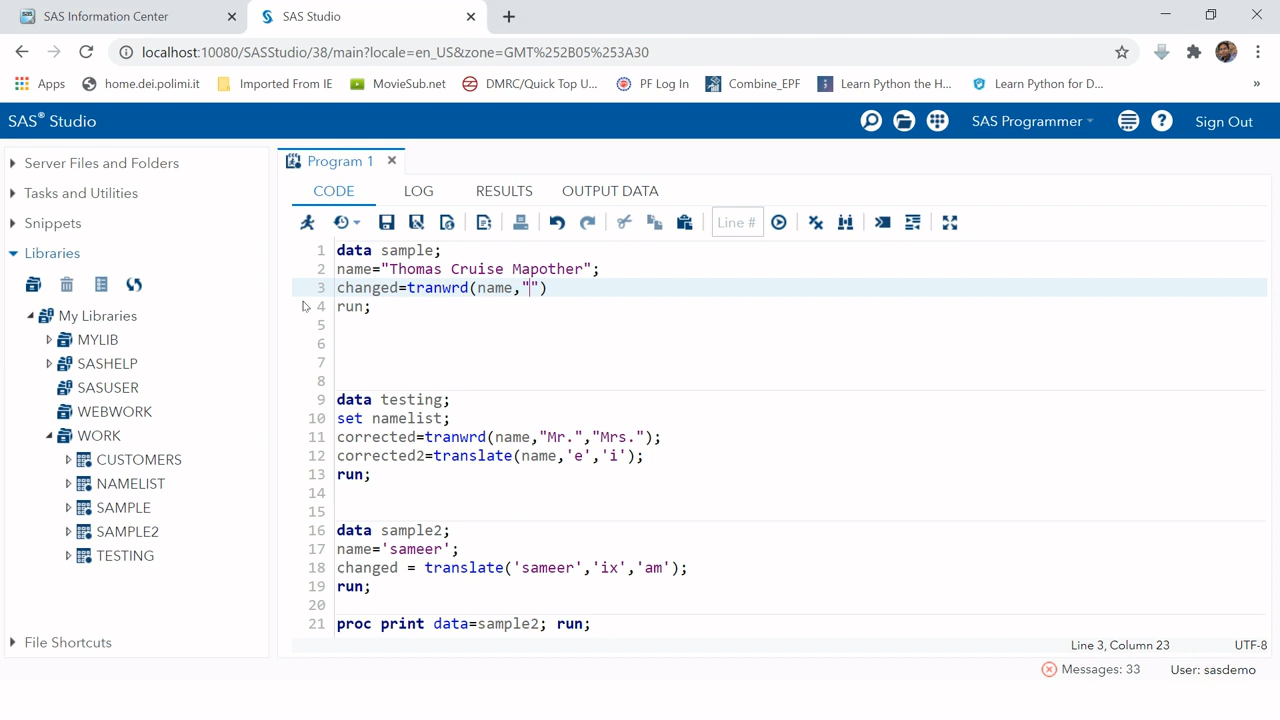 SAS Information Center
SAS Studio
localhost:10080/SASStudio/38/main?locale=en_US&zone=GMT%252B05%253A30
Apps
home.dei.polimi.it
Imported From IE
MovieSub.net
DMRC/Quick Top U...
PF Log In
Combine_EPF
Learn Python the H...
Learn Python for D...
»
SAS® Studio
SAS Programmer
Sign Out
Server Files and Folders
Tasks and Utilities
Snippets
Libraries
My Libraries
MYLIB
SASHELP
SASUSER
WEBWORK
WORK
CUSTOMERS
NAMELIST
SAMPLE
SAMPLE2
TESTING
File Shortcuts
Program 1
CODE
LOG
RESULTS
OUTPUT DATA
Line #
1 data sample;
2 name="Thomas Cruise Mapother";
3 changed=tranwrd(name,"")
4 run;
5
6
7
8
9 data testing;
10 set namelist;
11 corrected=tranwrd(name,"Mr.","Mrs.");
12 corrected2=translate(name,'e','i');
13 run;
14
15
16 data sample2;
17 name='sameer';
18 changed = translate('sameer','ix','am');
19 run;
20
21 proc print data=sample2; run;
Line 3, Column 23
UTF-8
Messages: 33
User: sasdemo